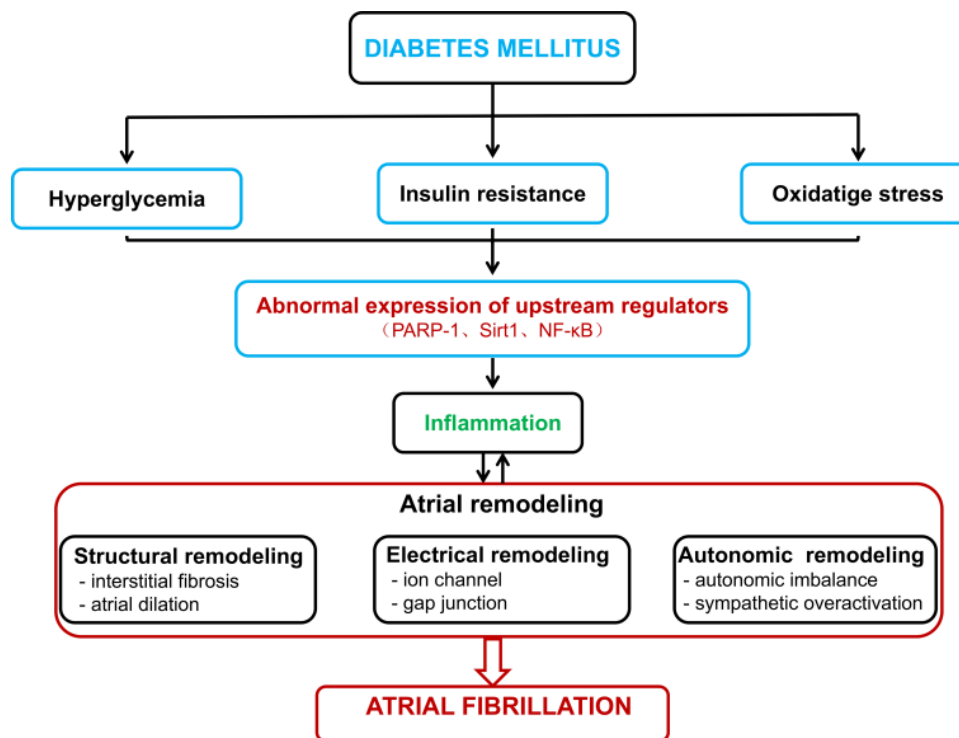 DIABETES MELLITUS
Hyperglycemia
Insulin resistance
Oxidatige stress
Abnormal expression of upstream regulators
（PARP-1、Sirt1、NF-κB）
Inflammation
Atrial remodeling
Structural remodeling
- interstitial fibrosis
- atrial dilation
Electrical remodeling
- ion channel
- gap junction
Autonomic remodeling
- autonomic imbalance
- sympathetic overactivation
ATRIAL FIBRILLATION